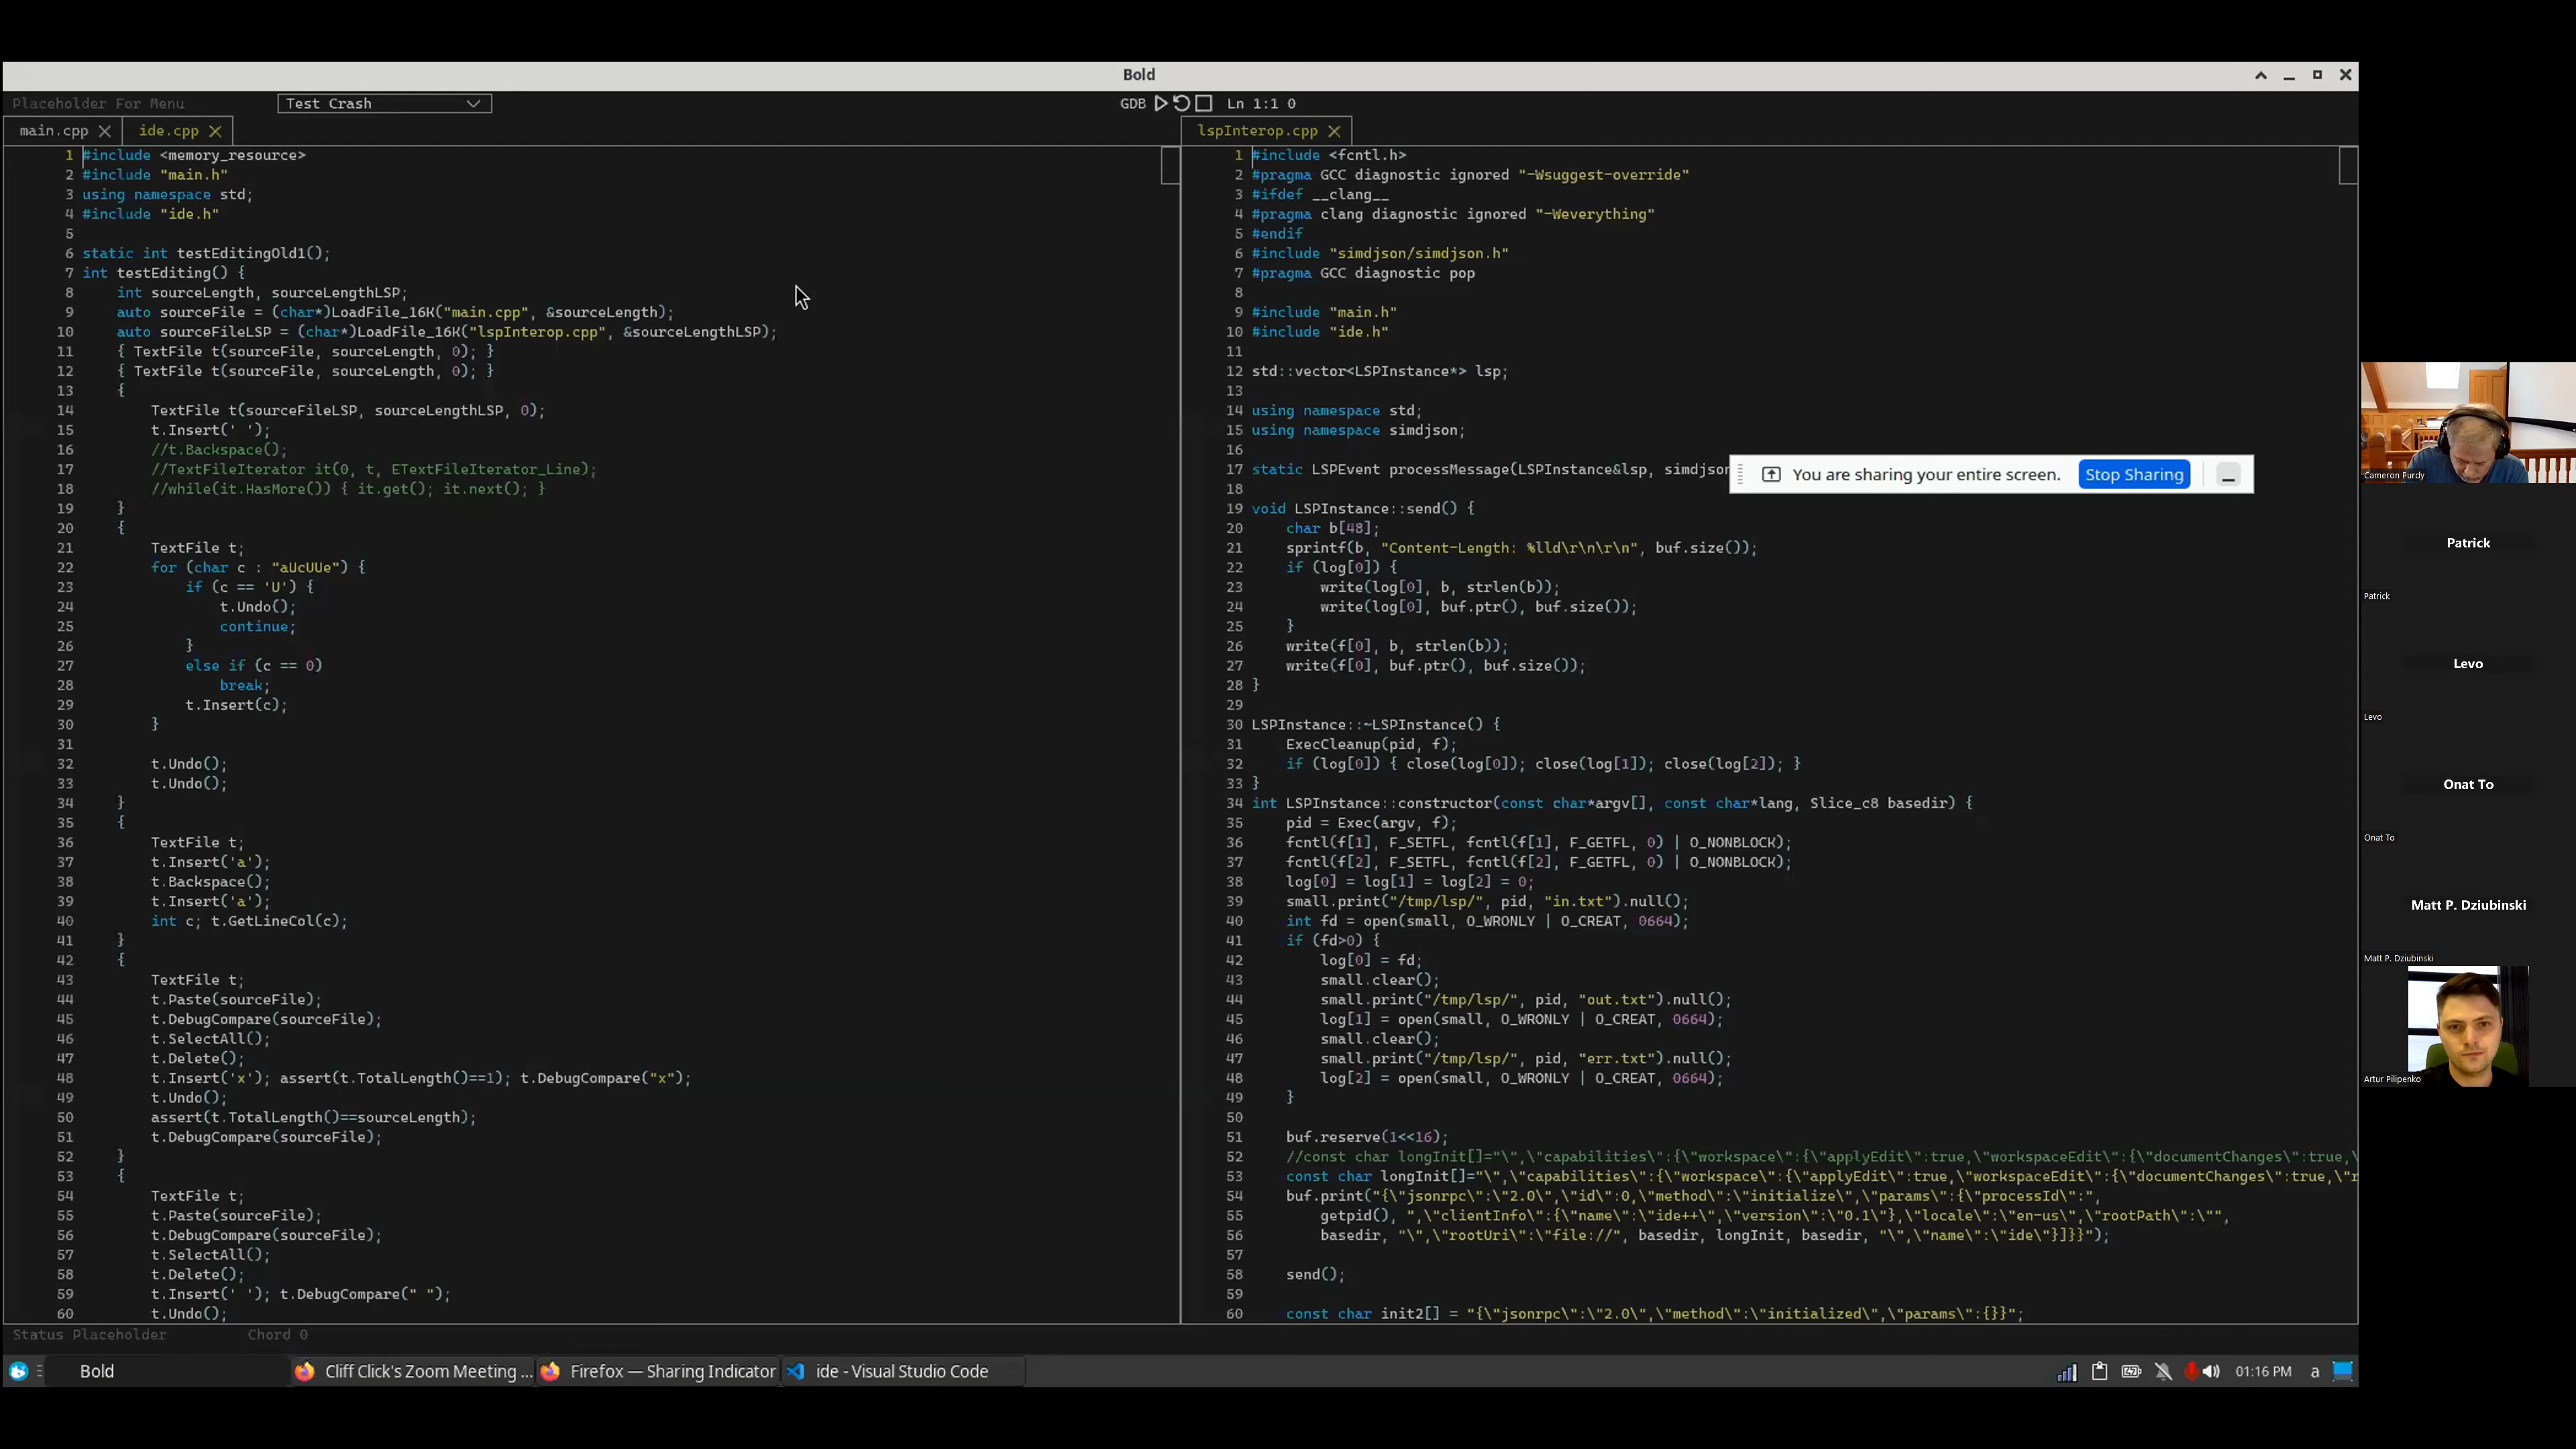 Bold
Placeholder For Menu
Test Crash
GDB
Ln 1:1 0
main.cpp
ide.cpp
1 #include <memory_resource>
2 #include "main.h"
3 using namespace std;
4 #include "ide.h"
5
6 static int testEditingOld1();
7 int testEditing() {
8 int sourceLength, sourceLengthLSP;
9 auto sourceFile = (char*)LoadFile_16K("main.cpp", &sourceLength);
10 auto sourceFileLSP = (char*)LoadFile_16K("lspInterop.cpp", &sourceLengthLSP);
11 { TextFile t(sourceFile, sourceLength, 0); }
12 { TextFile t(sourceFile, sourceLength, 0); }
13 {
14 TextFile t(sourceFileLSP, sourceLengthLSP, 0);
15 t.Insert(' ');
16 //t.Backspace();
17 //TextFileIterator it(0, t, ETextFileIterator_Line);
18 //while(it.HasMore()) { it.get(); it.next(); }
19 }
20 {
21 TextFile t;
22 for (char c : "aUcUUe") {
23 if (c == 'U') {
24 t.Undo();
25 continue;
26 }
27 else if (c == 0)
28 break;
29 t.Insert(c);
30 }
31
32 t.Undo();
33 t.Undo();
34 }
35 {
36 TextFile t;
37 t.Insert('a');
38 t.Backspace();
39 t.Insert('a');
40 int c; t.GetLineCol(c);
41 }
42 {
43 TextFile t;
44 t.Paste(sourceFile);
45 t.DebugCompare(sourceFile);
46 t.SelectAll();
47 t.Delete();
48 t.Insert('x'); assert(t.TotalLength()==1); t.DebugCompare("x");
49 t.Undo();
50 assert(t.TotalLength()==sourceLength);
51 t.DebugCompare(sourceFile);
52 }
53 {
54 TextFile t;
55 t.Paste(sourceFile);
56 t.DebugCompare(sourceFile);
57 t.SelectAll();
58 t.Delete();
59 t.Insert(' '); t.DebugCompare(" ");
60 t.Undo();
lspInterop.cpp
1 #include <fcntl.h>
2 #pragma GCC diagnostic ignored "-Wsuggest-override"
3 #ifdef __clang__
4 #pragma clang diagnostic ignored "-Weverything"
5 #endif
6 #include "simdjson/simdjson.h"
7 #pragma GCC diagnostic pop
8
9 #include "main.h"
10 #include "ide.h"
11
12 std::vector<LSPInstance*> lsp;
13
14 using namespace std;
15 using namespace simdjson;
16
17 static LSPEvent processMessage(LSPInstance&lsp, simdjson
18
19 void LSPInstance::send() {
20 char b[48];
21 sprintf(b, "Content-Length: %lld\r\n\r\n", buf.size());
22 if (log[0]) {
23 write(log[0], b, strlen(b));
24 write(log[0], buf.ptr(), buf.size());
25 }
26 write(f[0], b, strlen(b));
27 write(f[0], buf.ptr(), buf.size());
28 }
29
30 LSPInstance::~LSPInstance() {
31 ExecCleanup(pid, f);
32 if (log[0]) { close(log[0]); close(log[1]); close(log[2]); }
33 }
34 int LSPInstance::constructor(const char*argv[], const char*lang, Slice_c8 basedir) {
35 pid = Exec(argv, f);
36 fcntl(f[1], F_SETFL, fcntl(f[1], F_GETFL, 0) | O_NONBLOCK);
37 fcntl(f[2], F_SETFL, fcntl(f[2], F_GETFL, 0) | O_NONBLOCK);
38 log[0] = log[1] = log[2] = 0;
39 small.print("/tmp/lsp/", pid, "in.txt").null();
40 int fd = open(small, O_WRONLY | O_CREAT, 0664);
41 if (fd>0) {
42 log[0] = fd;
43 small.clear();
44 small.print("/tmp/lsp/", pid, "out.txt").null();
45 log[1] = open(small, O_WRONLY | O_CREAT, 0664);
46 small.clear();
47 small.print("/tmp/lsp/", pid, "err.txt").null();
48 log[2] = open(small, O_WRONLY | O_CREAT, 0664);
49 }
50
51 buf.reserve(1<<16);
52 //const char longInit[]="\",\"capabilities\":{\"workspace\":{\"applyEdit\":true,\"workspaceEdit\":{\"documentChanges\":true,\
53 const char longInit[]="\",\"capabilities\":{\"workspace\":{\"applyEdit\":true,\"workspaceEdit\":{\"documentChanges\":true,\"r
54 buf.print("{\"jsonrpc\":\"2.0\",\"id\":0,\"method\":\"initialize\",\"params\":{\"processId\":",
55 getpid(), ",\"clientInfo\":{\"name\":\"ide++\",\"version\":\"0.1\"},\"locale\":\"en-us\",\"rootPath\":\"",
56 basedir, "\",\"rootUri\":\"file://", basedir, longInit, basedir, "\",\"name\":\"ide\"}]}}");
57
58 send();
59
60 const char init2[] = "{\"jsonrpc\":\"2.0\",\"method\":\"initialized\",\"params\":{}}";
You are sharing your entire screen.
Stop Sharing
Status Placeholder
Chord 0
Bold
Cliff Click's Zoom Meeting ...
Firefox — Sharing Indicator
ide - Visual Studio Code
01:16 PM
a
Cameron Purdy
Patrick
Patrick
Levo
Levo
Onat To
Onat To
Matt P. Dziubinski
Matt P. Dziubinski
Artur Pilipenko